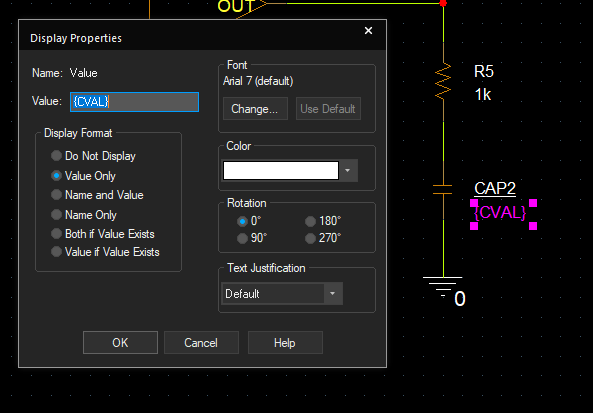 OUT
Display Properties
Name: Value
Value: {CVAL}
Display Format
Do Not Display
Value Only
Name and Value
Name Only
Both if Value Exists
Value if Value Exists
Font
Arial 7 (default)
Change... Use Default
Color
Rotation
0° 180°
90° 270°
Text Justification
Default
OK Cancel Help
R5
1k
CAP2
{CVAL}
0